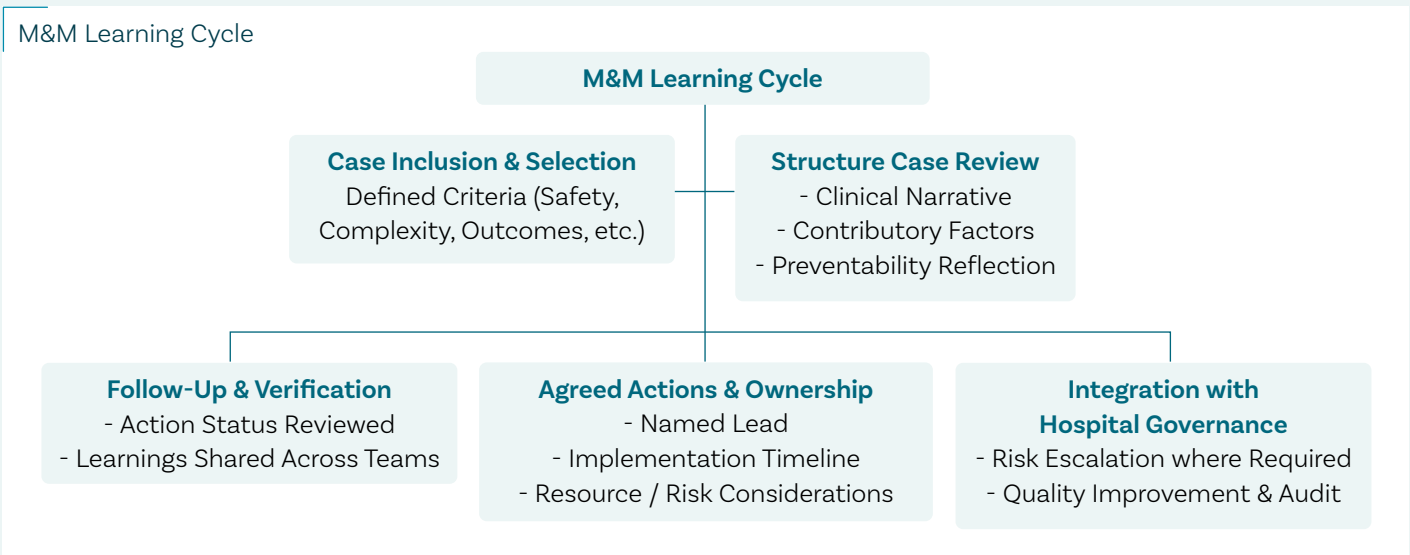 M&M Learning Cycle
M&M Learning Cycle
Case Inclusion & Selection
Defined Criteria (Safety,
Complexity, Outcomes, etc.)
Structure Case Review
- Clinical Narrative
- Contributory Factors
- Preventability Reflection
Follow-Up & Verification
- Action Status Reviewed
- Learnings Shared Across Teams
Agreed Actions & Ownership
- Named Lead
- Implementation Timeline
- Resource / Risk Considerations
Integration with
Hospital Governance
- Risk Escalation where Required
- Quality Improvement & Audit